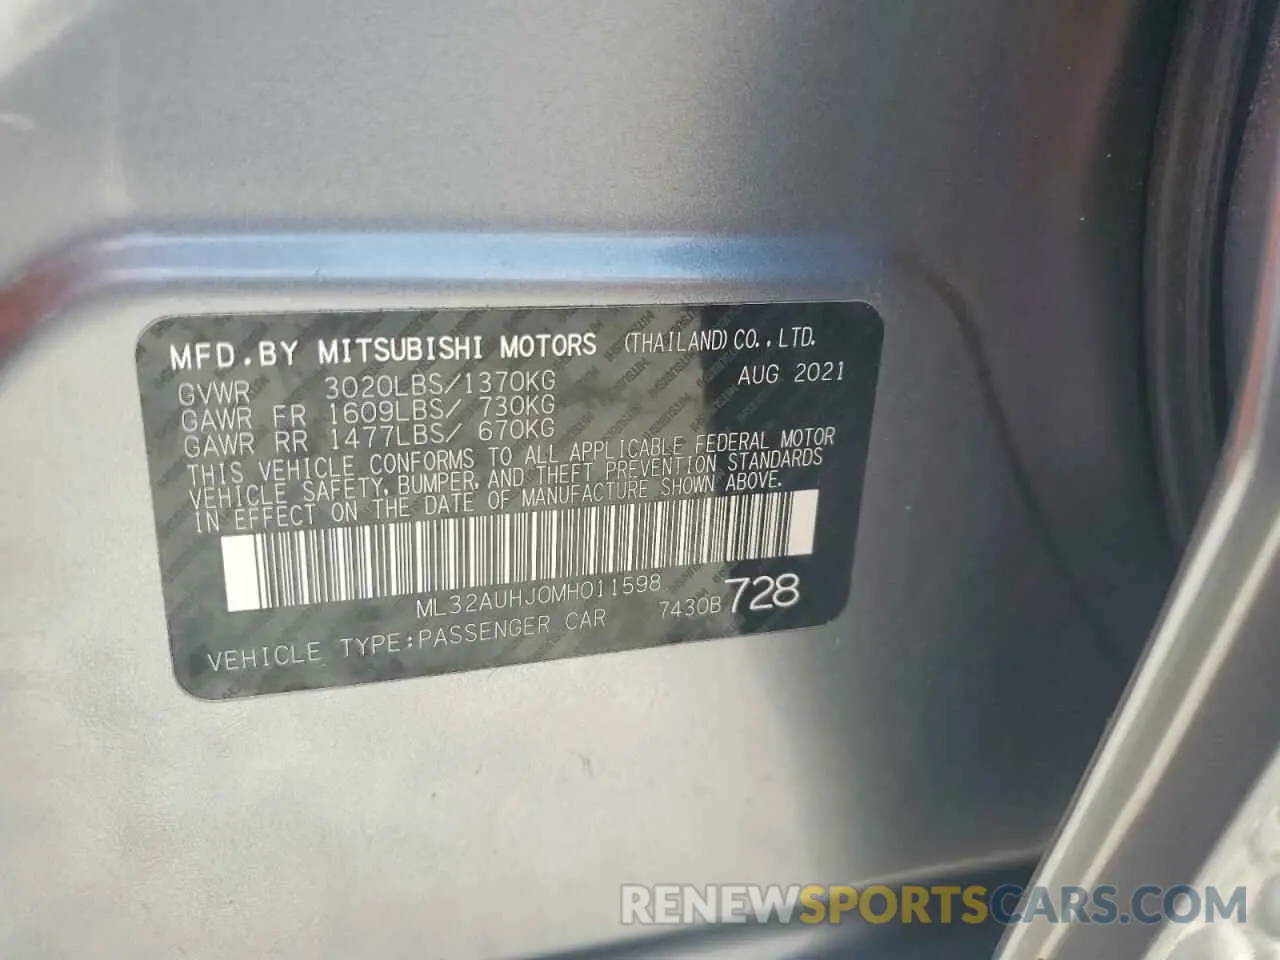 MFD.BY MITSUBISHI MOTORS (THAILAND) CO.,LTD.
GVWR 3020LBS/1370KG AUG 2021
GAWR FR 1609LBS/ 730KG
GAWR RR 1477LBS/ 670KG
THIS VEHICLE CONFORMS TO ALL APPLICABLE FEDERAL MOTOR
VEHICLE SAFETY, BUMPER, AND THEFT PREVENTION STANDARDS
IN EFFECT ON THE DATE OF MANUFACTURE SHOWN ABOVE.
ML32AUHJ0MH011598
7430B 728
VEHICLE TYPE:PASSENGER CAR
RENEWSPORTSCARS.COM